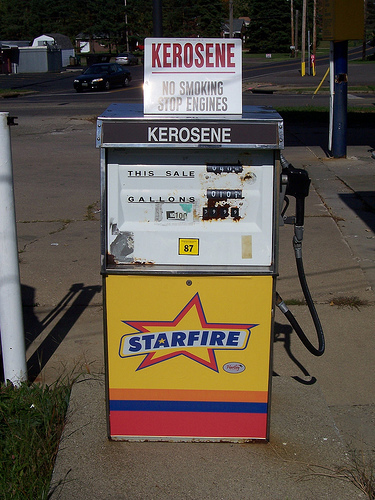 KEROSENE
NO SMOKING
STOP ENGINES
KEROSENE
THIS SALE
GALLONS
87
STARFIRE